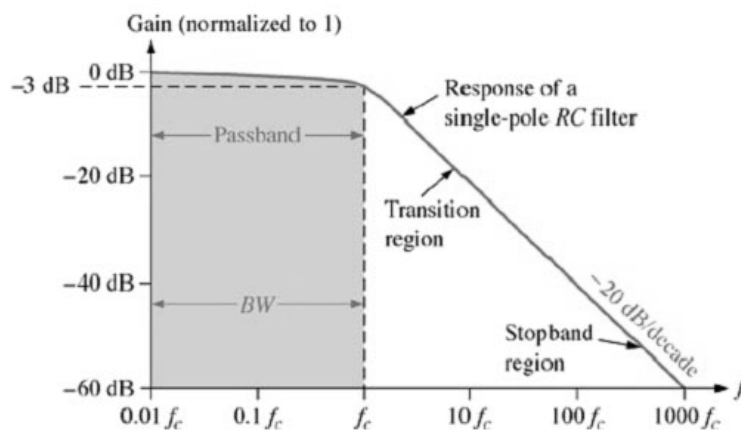 Gain (normalized to 1)
0 dB
−3 dB
Response of a
single-pole RC filter
Passband
−20 dB
Transition
region
−40 dB
BW
−20 dB/decade
Stopband
region
−60 dB
0.01 fc
0.1 fc
fc
10 fc
100 fc
1000 fc